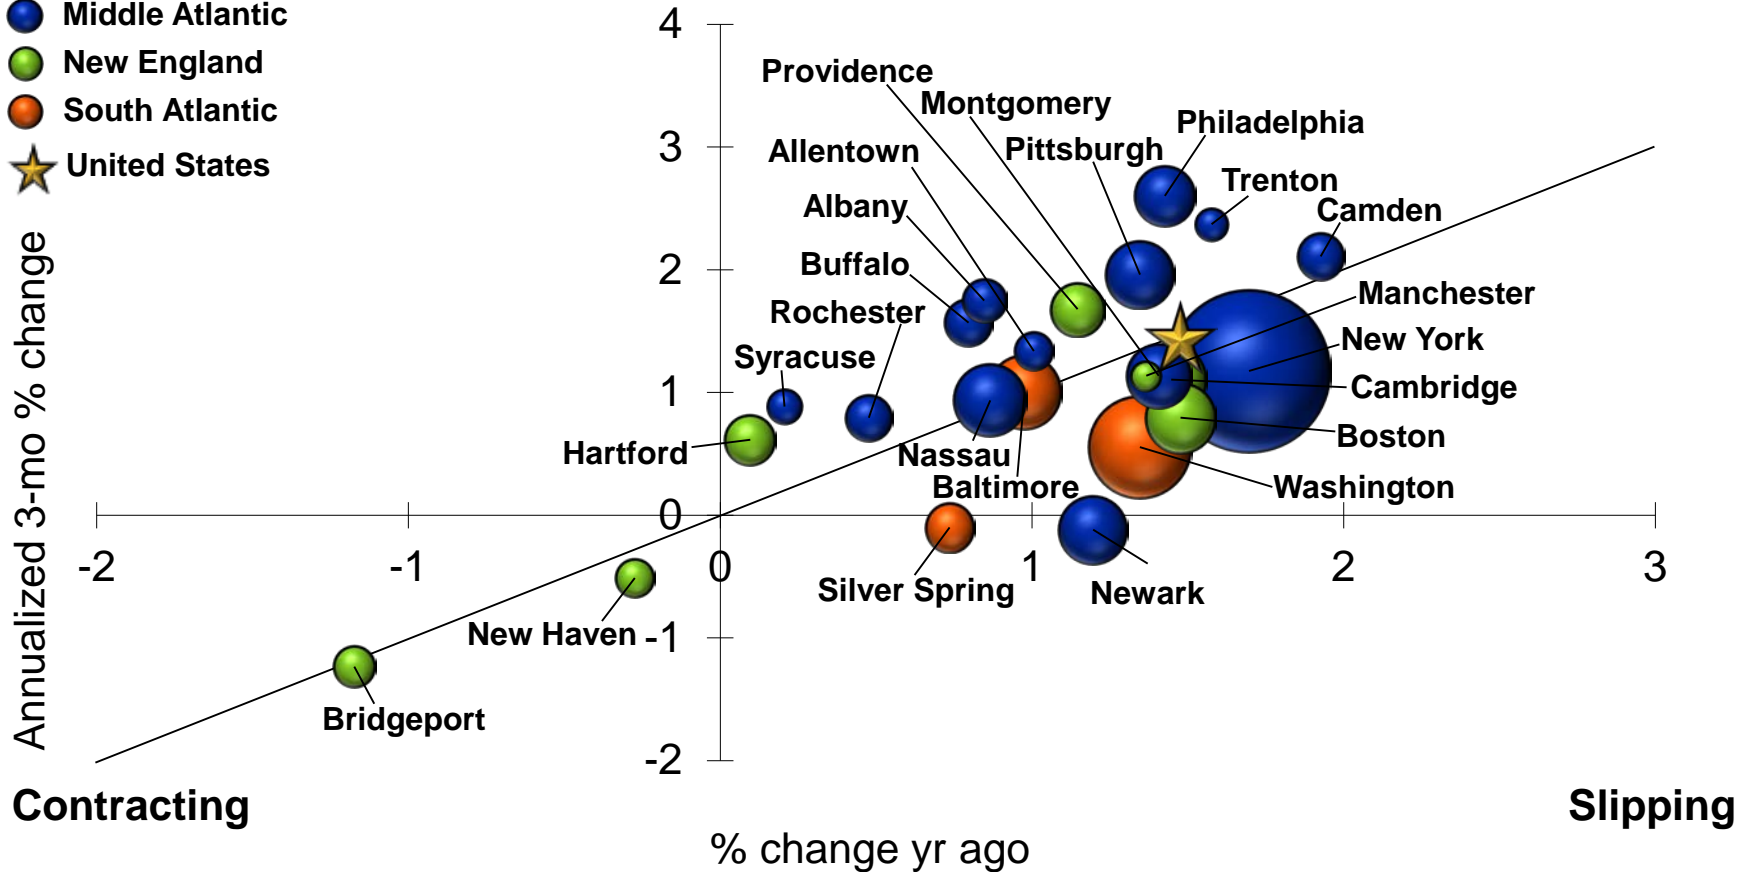 Middle Atlantic
New England
South Atlantic
United States
Annualized 3-mo % change
4
3
2
1
0
-1
-2
-2
-1
0
1
2
3
Providence
Montgomery
Philadelphia
Pittsburgh
Allentown
Trenton
Albany
Camden
Buffalo
Manchester
Rochester
New York
Syracuse
Cambridge
Boston
Hartford
Nassau
Baltimore
Washington
Silver Spring
Newark
New Haven
Bridgeport
Contracting
Slipping
% change yr ago